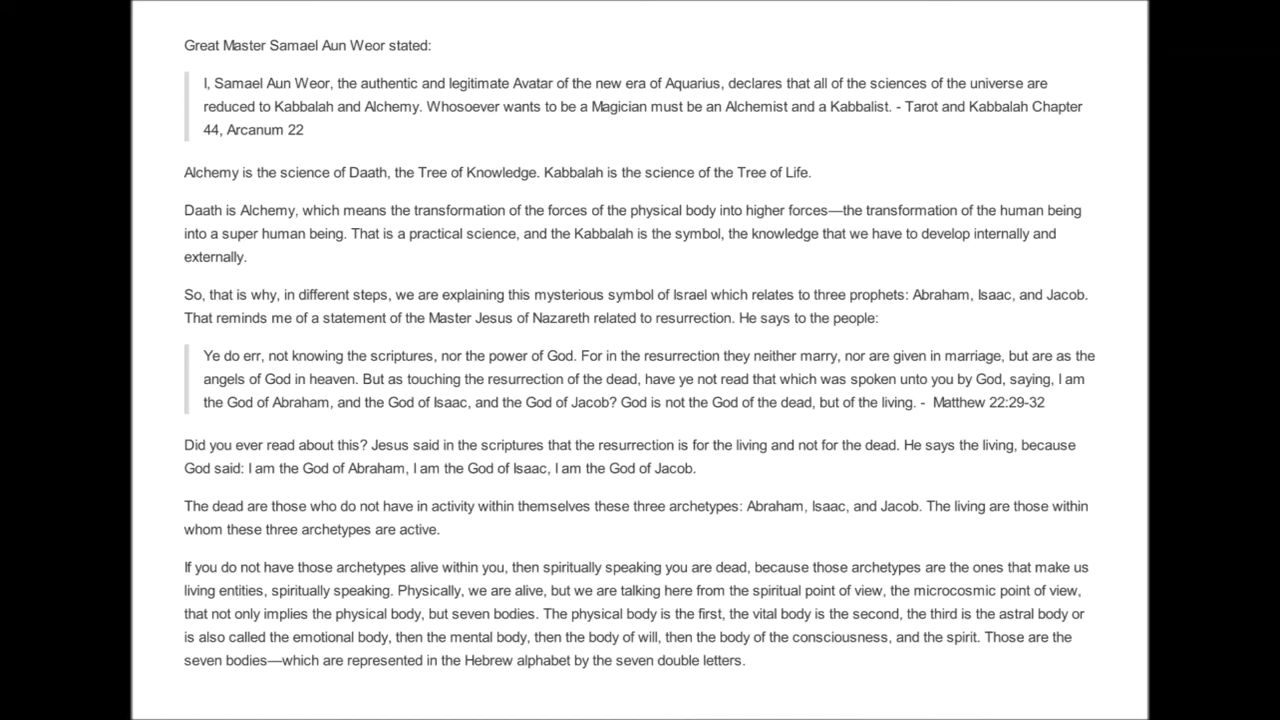 Great Master Samael Aun Weor stated:
I, Samael Aun Weor, the authentic and legitimate Avatar of the new era of Aquarius, declares that all of the sciences of the universe are
reduced to Kabbalah and Alchemy. Whosoever wants to be a Magician must be an Alchemist and a Kabbalist. - Tarot and Kabbalah Chapter
44, Arcanum 22
Alchemy is the science of Daath, the Tree of Knowledge. Kabbalah is the science of the Tree of Life.
Daath is Alchemy, which means the transformation of the forces of the physical body into higher forces—the transformation of the human being
into a super human being. That is a practical science, and the Kabbalah is the symbol, the knowledge that we have to develop internally and
externally.
So, that is why, in different steps, we are explaining this mysterious symbol of Israel which relates to three prophets: Abraham, Isaac, and Jacob.
That reminds me of a statement of the Master Jesus of Nazareth related to resurrection. He says to the people:
Ye do err, not knowing the scriptures, nor the power of God. For in the resurrection they neither marry, nor are given in marriage, but are as the
angels of God in heaven. But as touching the resurrection of the dead, have ye not read that which was spoken unto you by God, saying, I am
the God of Abraham, and the God of Isaac, and the God of Jacob? God is not the God of the dead, but of the living. - Matthew 22:29-32
Did you ever read about this? Jesus said in the scriptures that the resurrection is for the living and not for the dead. He says the living, because
God said: I am the God of Abraham, I am the God of Isaac, I am the God of Jacob.
The dead are those who do not have in activity within themselves these three archetypes: Abraham, Isaac, and Jacob. The living are those within
whom these three archetypes are active.
If you do not have those archetypes alive within you, then spiritually speaking you are dead, because those archetypes are the ones that make us
living entities, spiritually speaking. Physically, we are alive, but we are talking here from the spiritual point of view, the microcosmic point of view,
that not only implies the physical body, but seven bodies. The physical body is the first, the vital body is the second, the third is the astral body or
is also called the emotional body, then the mental body, then the body of will, then the body of the consciousness, and the spirit. Those are the
seven bodies—which are represented in the Hebrew alphabet by the seven double letters.